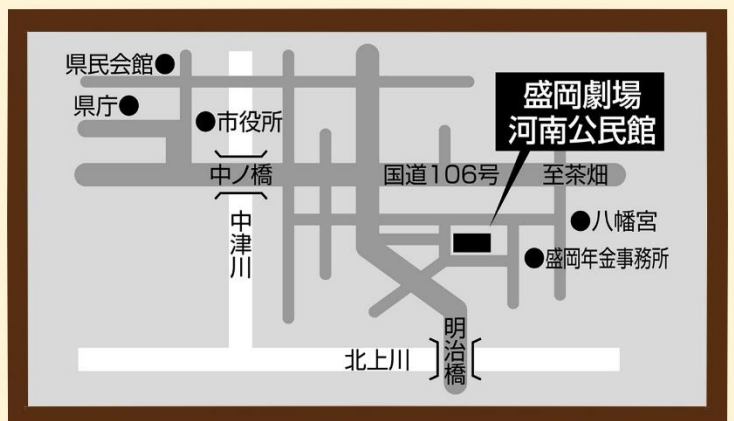 県民会館
県庁
市役所
盛岡劇場
河南公民館
中ノ橋
国道106号
至茶畑
中津川
八幡宮
盛岡年金事務所
明治橋
北上川